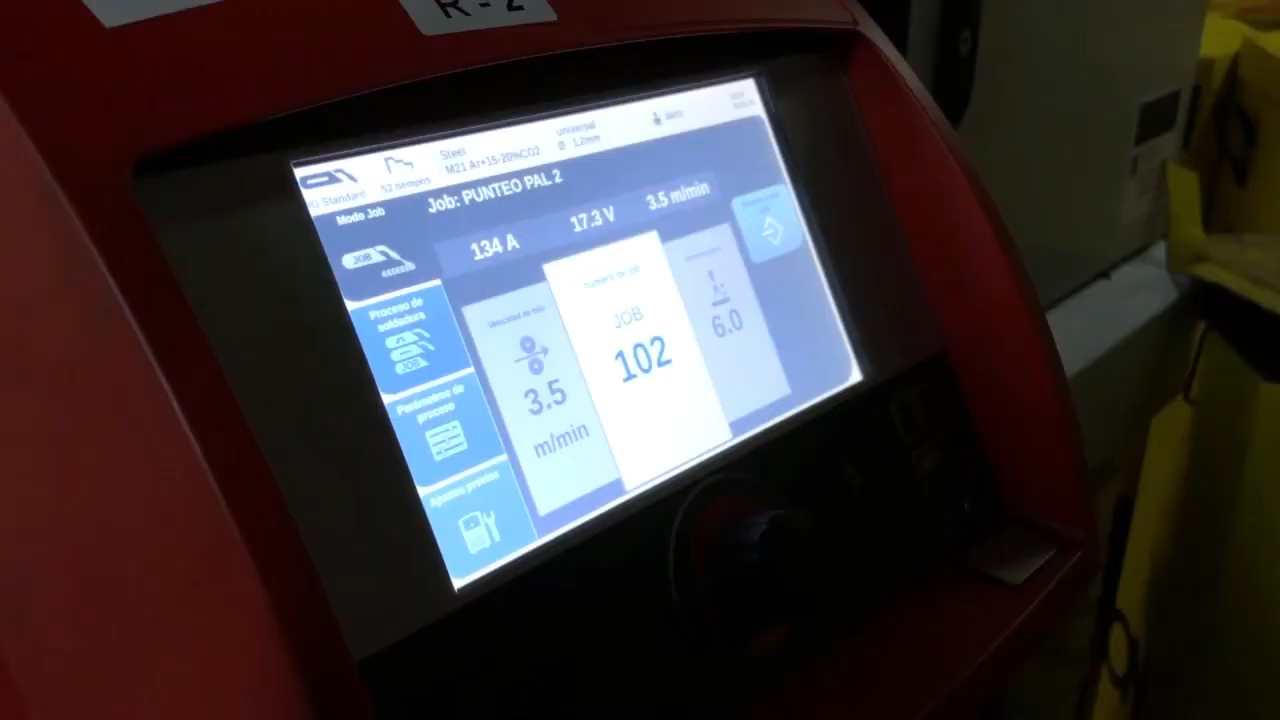 R - 2
Steel
M21 Ar+15-20%CO2
universal
Ø 1.2mm
IG Standard
Modo Job
Job: PUNTEO PAL 2
134 A
17.3 V
3.5 m/min
JOB
Proceso de
soldadura
JOB
Parámetros de
proceso
Ajustes previos
Velocidad de hilo
3.5
m/min
número de job
JOB
102
6.0